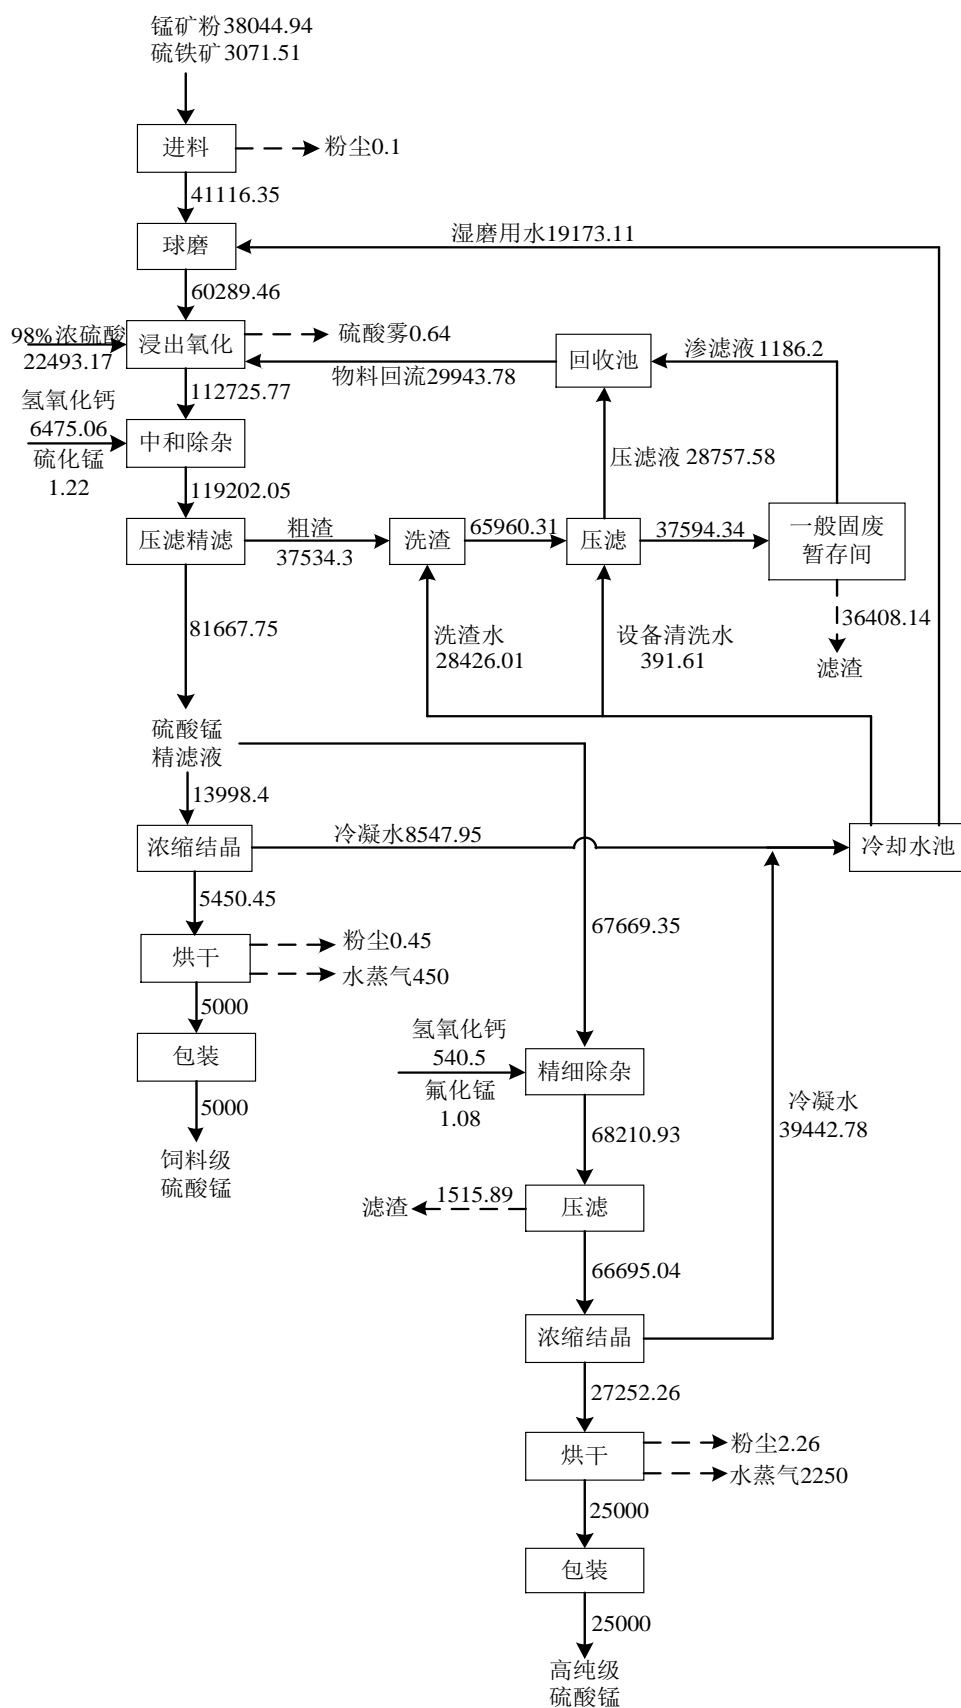 锰矿粉38044.94
硫铁矿3071.51
进料
粉尘0.1
41116.35
球磨
湿磨用水19173.11
60289.46
98%浓硫酸
22493.17
浸出氧化
硫酸雾0.64
物料回流29943.78
回收池
渗滤液1186.2
112725.77
氢氧化钙
6475.06
硫化锰
1.22
中和除杂
压滤液 28757.58
119202.05
压滤精滤
粗渣
37534.3
洗渣
65960.31
压滤
37594.34
一般固废
暂存间
81667.75
洗渣水
28426.01
设备清洗水
391.61
36408.14
滤渣
硫酸锰
精滤液
13998.4
浓缩结晶
冷凝水8547.95
冷却水池
5450.45
67669.35
烘干
粉尘0.45
水蒸气450
5000
包装
氢氧化钙
540.5
氟化锰
1.08
精细除杂
冷凝水
39442.78
5000
68210.93
饲料级
硫酸锰
滤渣
1515.89
压滤
66695.04
浓缩结晶
27252.26
烘干
粉尘2.26
水蒸气2250
25000
包装
25000
高纯级
硫酸锰